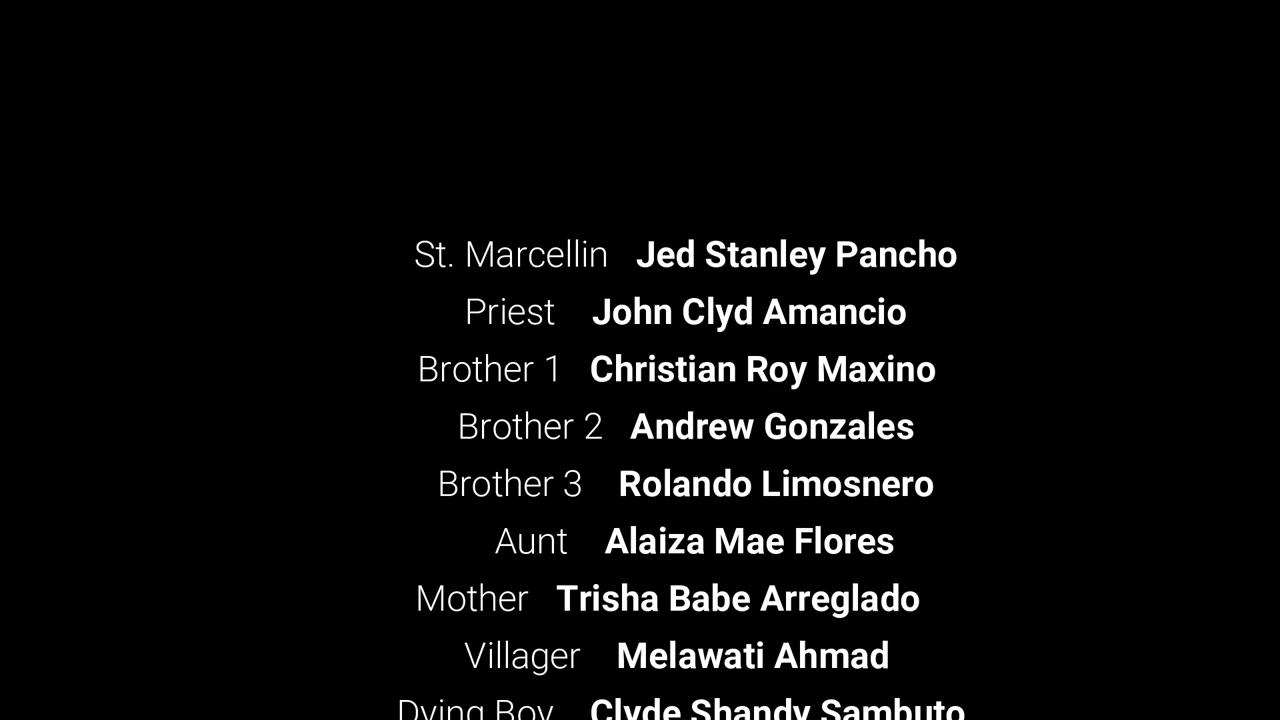 St. Marcellin Jed Stanley Pancho
Priest John Clyd Amancio
Brother 1 Christian Roy Maxino
Brother 2 Andrew Gonzales
Brother 3 Rolando Limosnero
Aunt Alaiza Mae Flores
Mother Trisha Babe Arreglado
Villager Melawati Ahmad
Dying Boy Clyde Shandy Sambuto